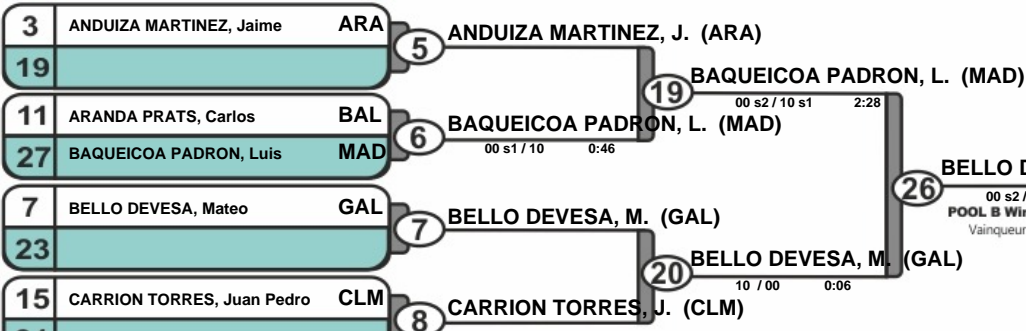 3 ANDUIZA MARTINEZ, Jaime ARA
19
5
ANDUIZA MARTINEZ, J. (ARA)
11 ARANDA PRATS, Carlos BAL
27 BAQUEICOA PADRON, Luis MAD
6
BAQUEICOA PADRON, L. (MAD)
00 s1 / 10 0:46
19
BAQUEICOA PADRON, L. (MAD)
00 s2 / 10 s1 2:28
7 BELLO DEVESA, Mateo GAL
23
7
BELLO DEVESA, M. (GAL)
15 CARRION TORRES, Juan Pedro CLM
8
CARRION TORRES, J. (CLM)
20
BELLO DEVESA, M. (GAL)
10 / 00 0:06
26
BELLO
00 s2 /
POOL B
Vainqueur